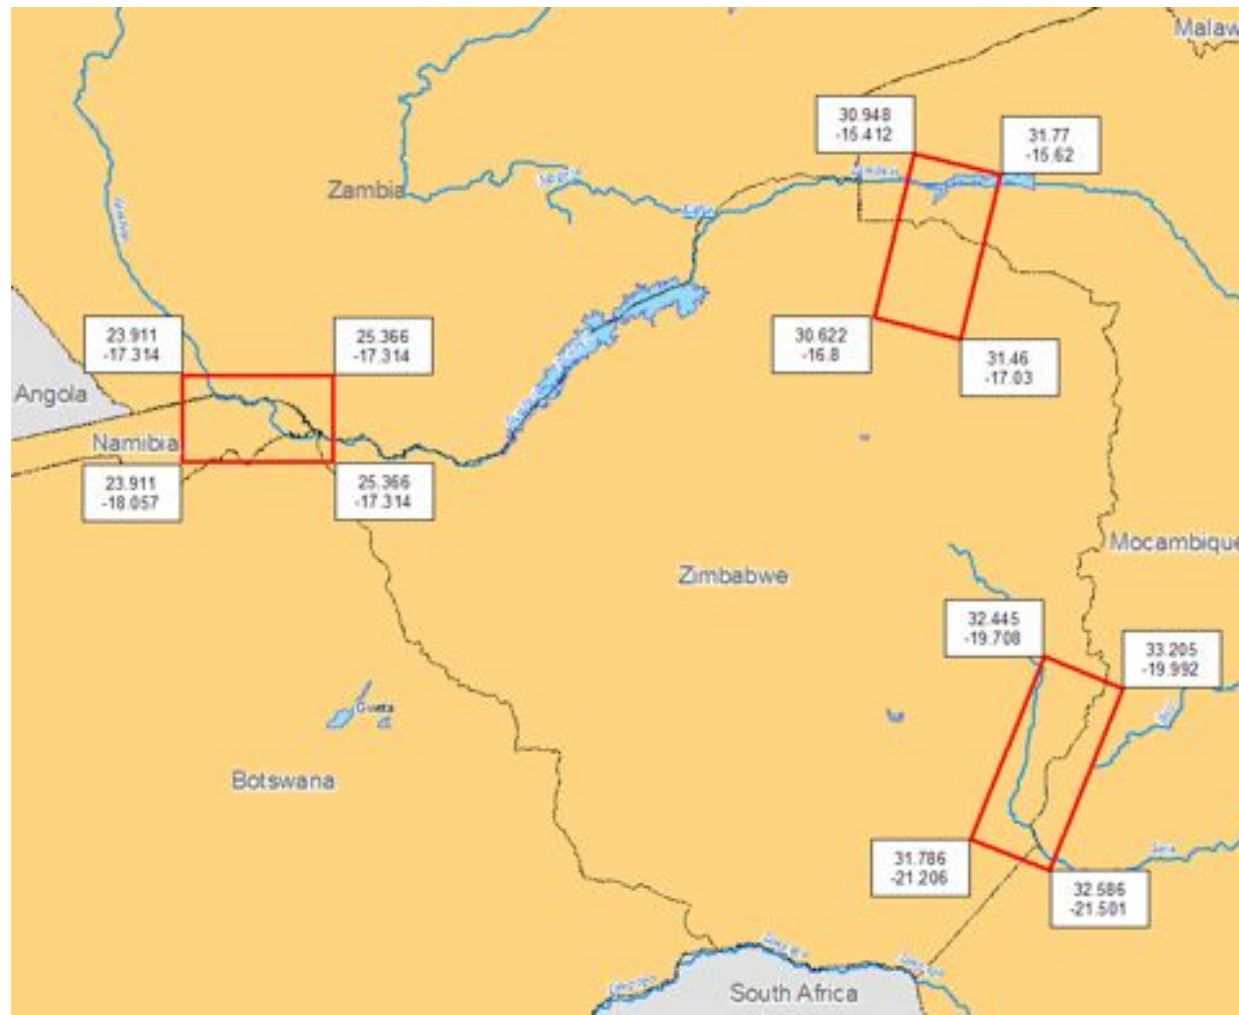 Malaw
30.948
-15.412
31.77
-15.62
Zambia
23.911
-17.314
25.366
-17.314
30.622
-16.8
31.46
-17.03
Angola
Namibia
23.911
-18.057
25.366
-17.314
Mocambique
Zimbabwe
32.445
-19.708
33.205
-19.992
Gweta
Botswana
31.786
-21.206
32.586
-21.501
South Africa